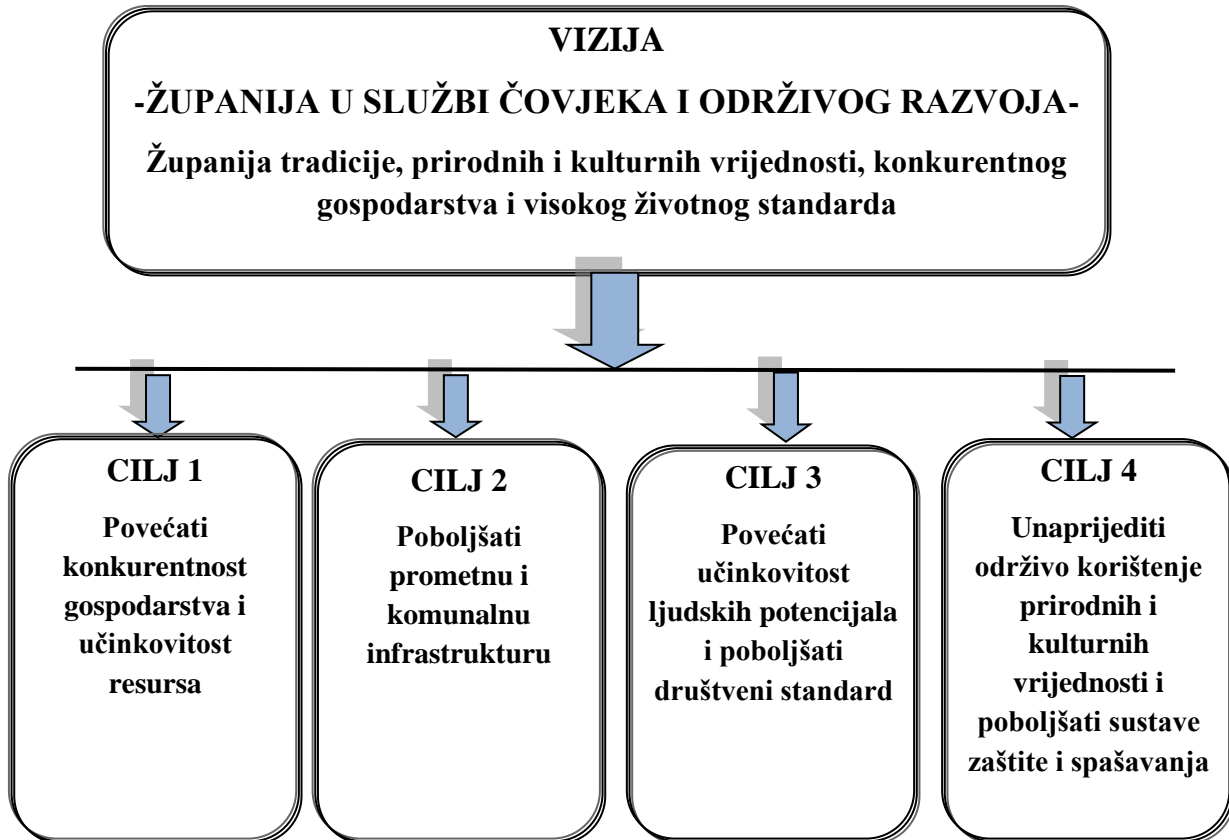 VIZIJA
-ŽUPANIJA U SLUŽBI ČOVJEKA I ODRŽIVOG RAZVOJA-
Županija tradicije, prirodnih i kulturnih vrijednosti, konkurentnog
gospodarstva i visokog životnog standarda
CILJ 1
Povećati
konkurentnost
gospodarstva i
učinkovitost
resursa
CILJ 2
Poboljšati
prometnu i
komunalnu
infrastrukturu
CILJ 3
Povećati
učinkovitost
ljudskih potencijala
i poboljšati
društveni standard
CILJ 4
Unaprijediti
održivo korištenje
prirodnih i
kulturnih
vrijednosti i
poboljšati sustave
zaštite i spašavanja